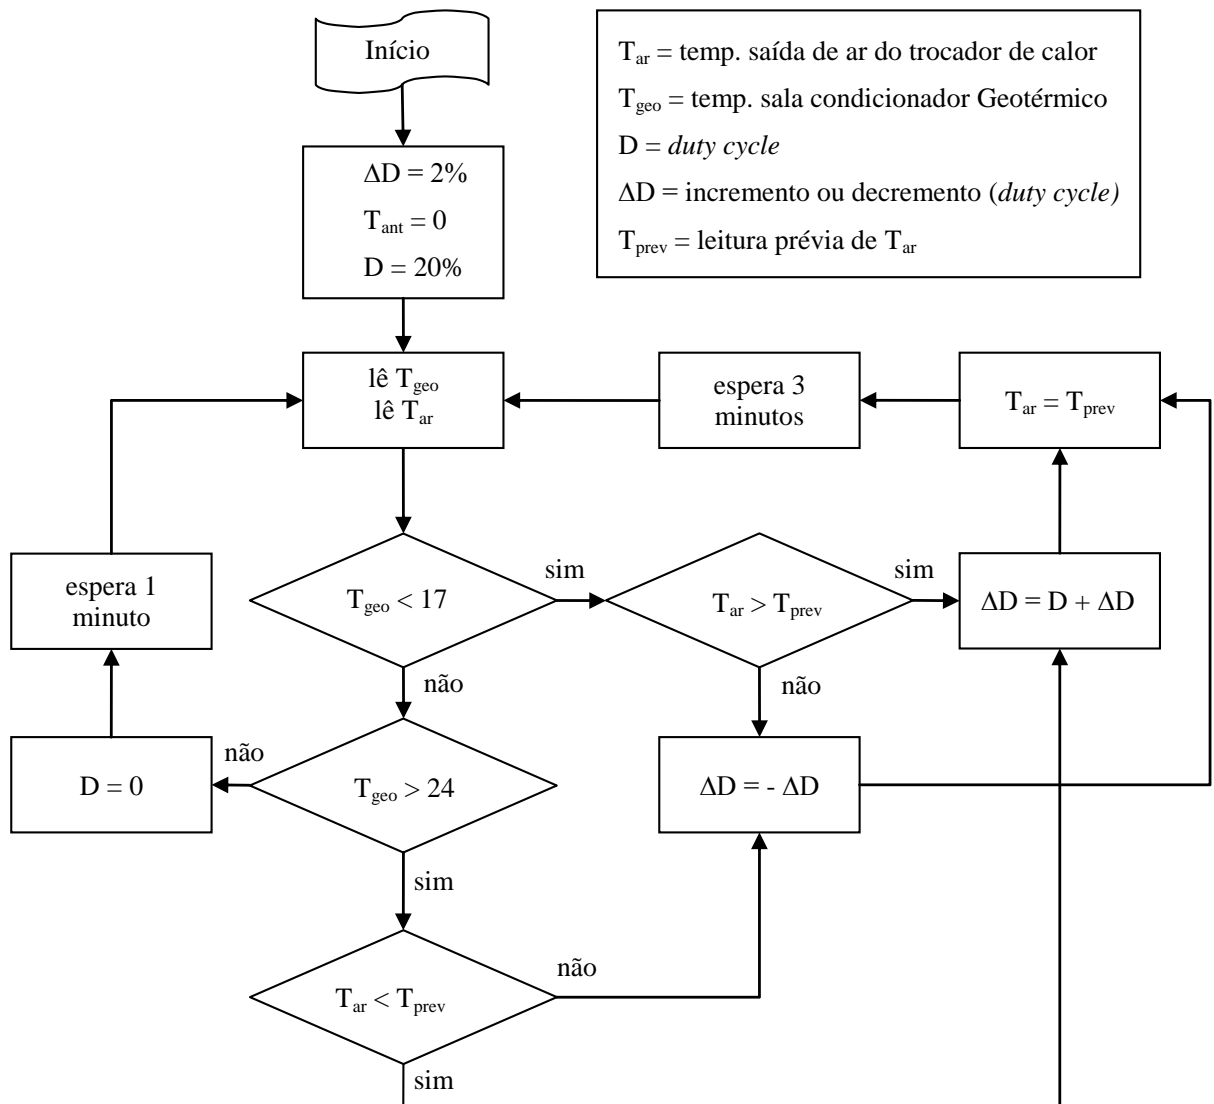 Início
T_ar = temp. saída de ar do trocador de calor
T_geo = temp. sala condicionador Geotérmico
D = duty cycle
ΔD = incremento ou decremento (duty cycle)
T_prev = leitura prévia de T_ar
ΔD = 2%
T_ant = 0
D = 20%
lê T_geo
lê T_ar
espera 3
minutos
T_ar = T_prev
espera 1
minuto
T_geo < 17
sim
T_ar > T_prev
sim
ΔD = D + ΔD
não
não
D = 0
não
T_geo > 24
ΔD = - ΔD
sim
T_ar < T_prev
não
sim